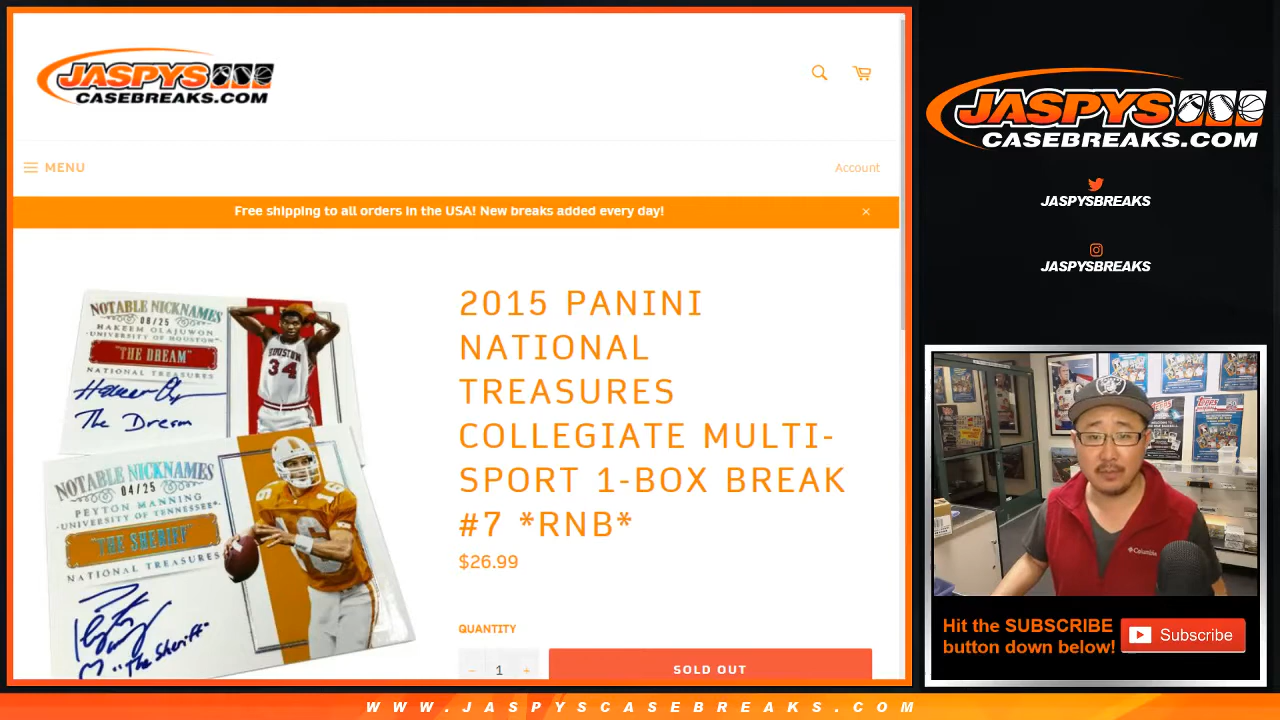 JASPYS
CASEBREAKS.COM
MENU
Account
Free shipping to all orders in the USA! New breaks added every day!
2015 PANINI
NATIONAL
TREASURES
COLLEGIATE MULTI-
SPORT 1-BOX BREAK
#7 *RNB*
$26.99
QUANTITY
− 1 +
SOLD OUT
NOTABLE NICKNAMES
08/25
HAKEEM OLAJUWON
-UNIVERSITY OF HOUSTON-
"THE DREAM"
NATIONAL TREASURES
The Dream
HOUSTON
34
NOTABLE NICKNAMES
04/25
PEYTON MANNING
-UNIVERSITY OF TENNESSEE-
"THE SHERIFF"
NATIONAL TREASURES
"The Sheriff"
16
JASPYS
CASEBREAKS.COM
JASPYSBREAKS
JASPYSBREAKS
Columbia
Hit the SUBSCRIBE
button down below!
Subscribe
WWW.JASPYSCASEBREAKS.COM